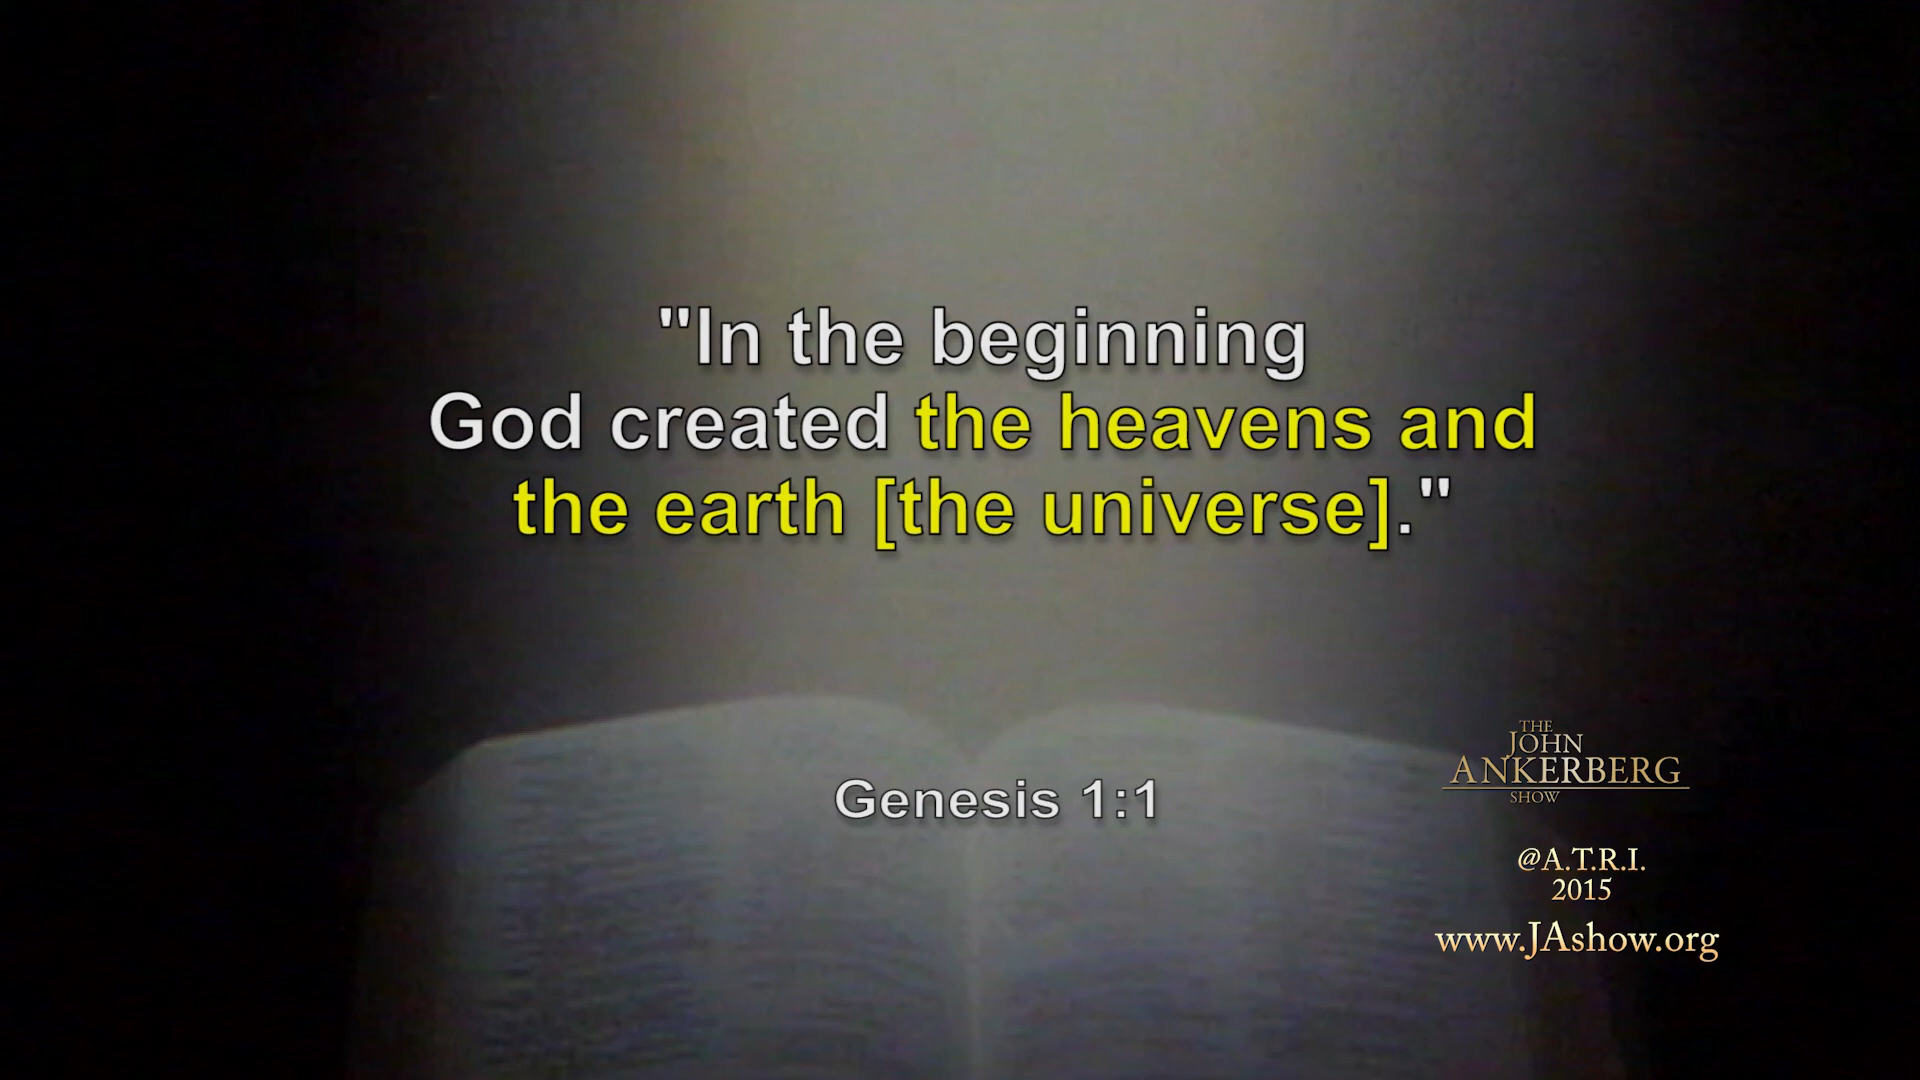 "In the beginning
God created the heavens and
the earth [the universe]."
Genesis 1:1
THE
JOHN
ANKERBERG
SHOW
@A.T.R.I.
2015
www.JAshow.org